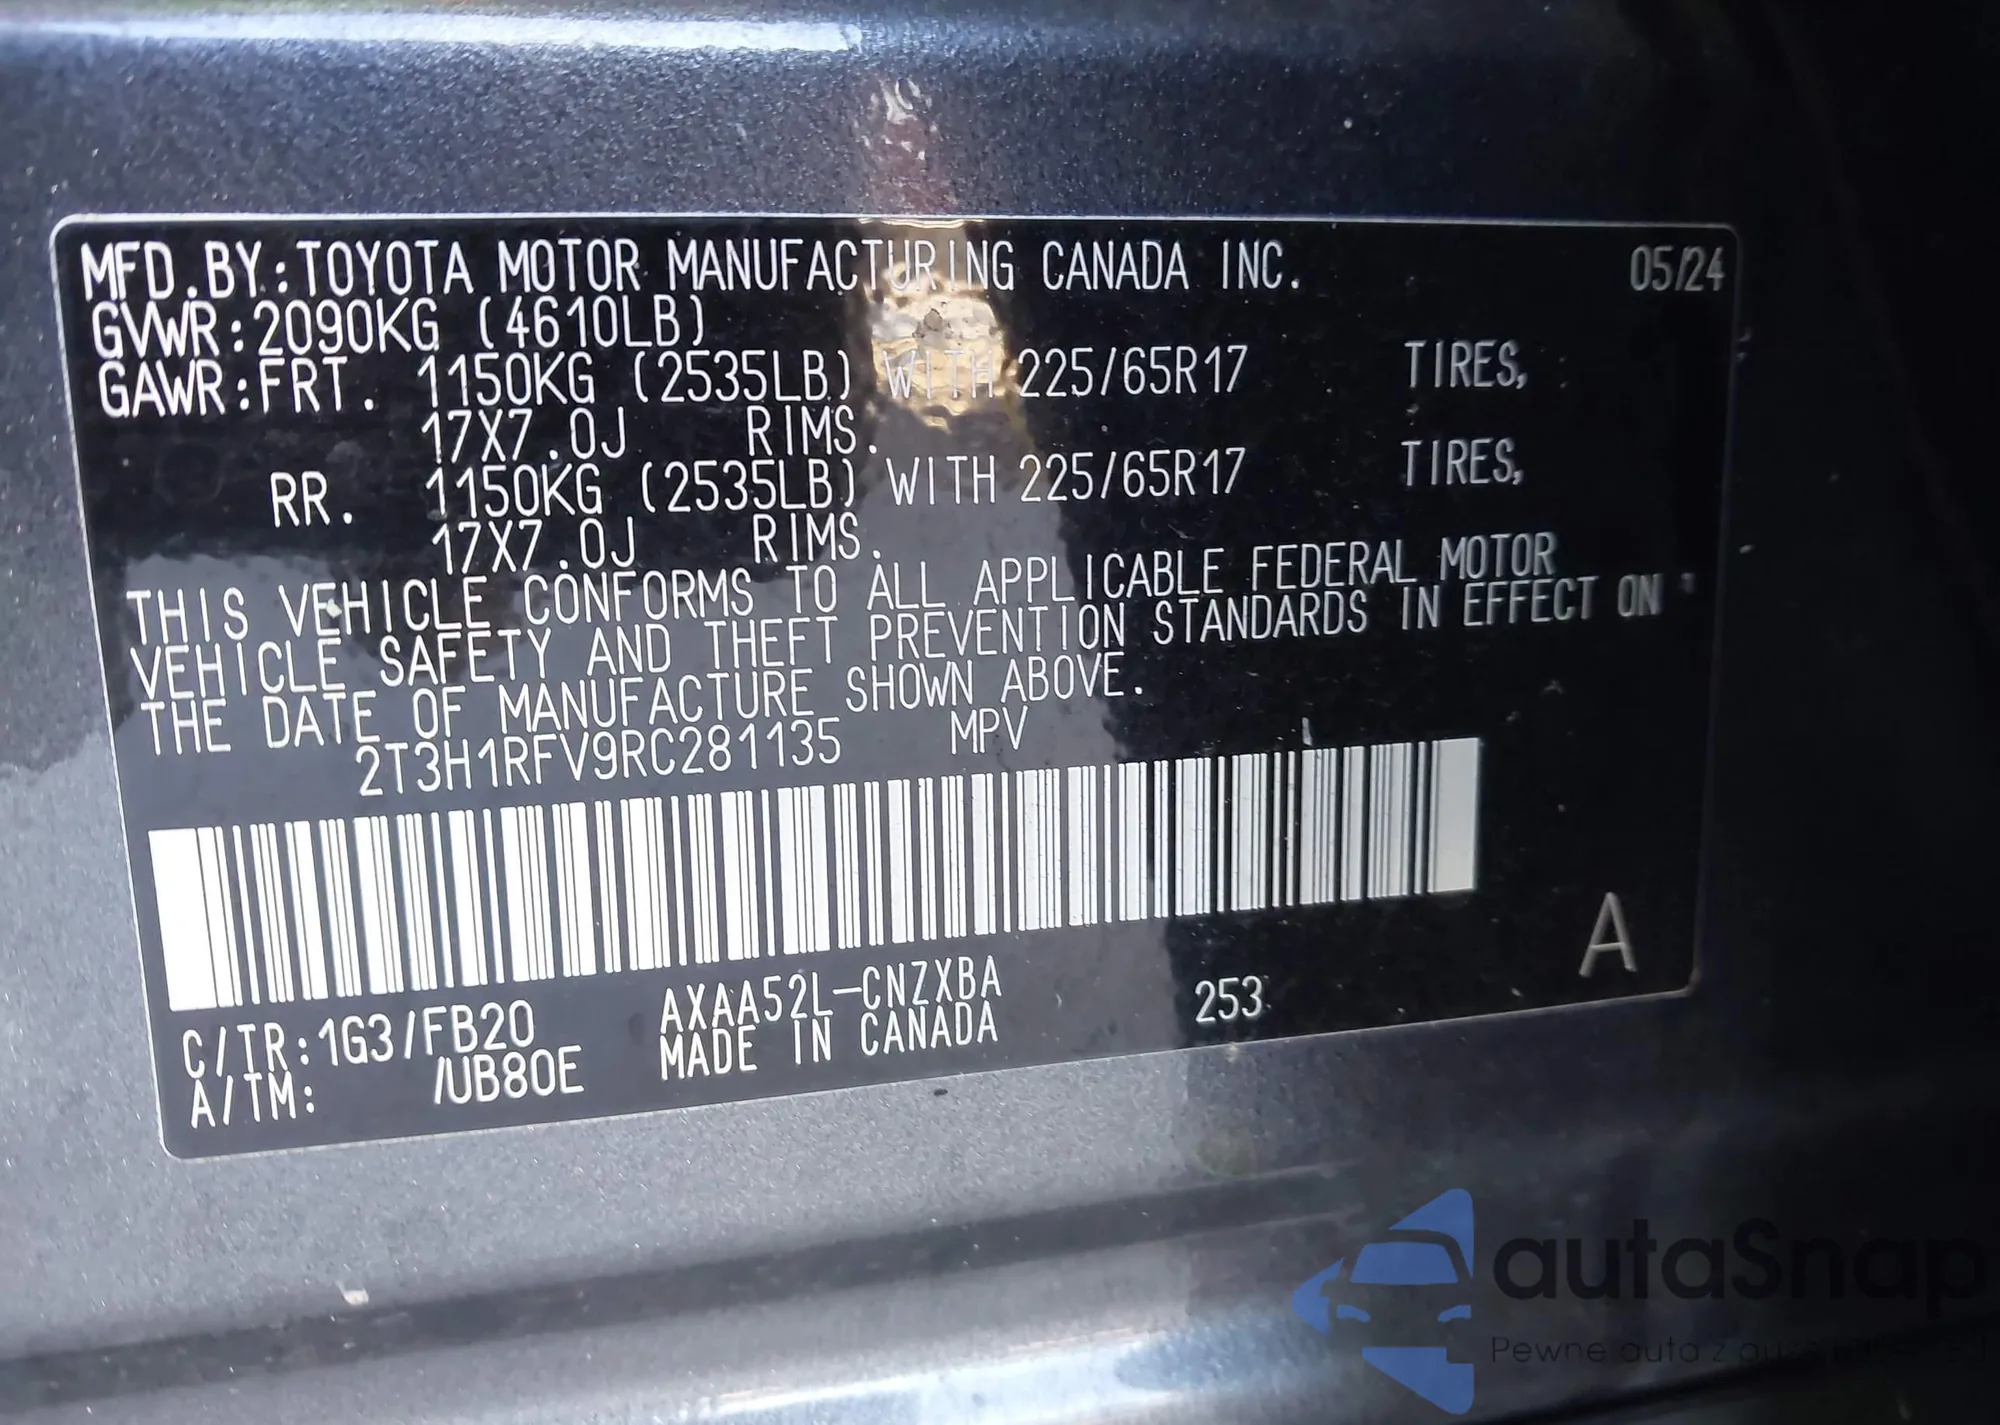 MFD.BY:TOYOTA MOTOR MANUFACTURING CANADA INC. 05/24
GVWR:2090KG (4610LB)
GAWR:FRT. 1150KG (2535LB) WITH 225/65R17 TIRES,
17X7.0J RIMS.
RR. 1150KG (2535LB) WITH 225/65R17 TIRES,
17X7.0J RIMS.
THIS VEHICLE CONFORMS TO ALL APPLICABLE FEDERAL MOTOR
VEHICLE SAFETY AND THEFT PREVENTION STANDARDS IN EFFECT ON
THE DATE OF MANUFACTURE SHOWN ABOVE.
2T3H1RFV9RC281135 MPV
A
C/TR:1G3/FB20 AXAA52L-CNZXBA 253
A/TM: /UB80E MADE IN CANADA
autaSnap
Pewne auta z